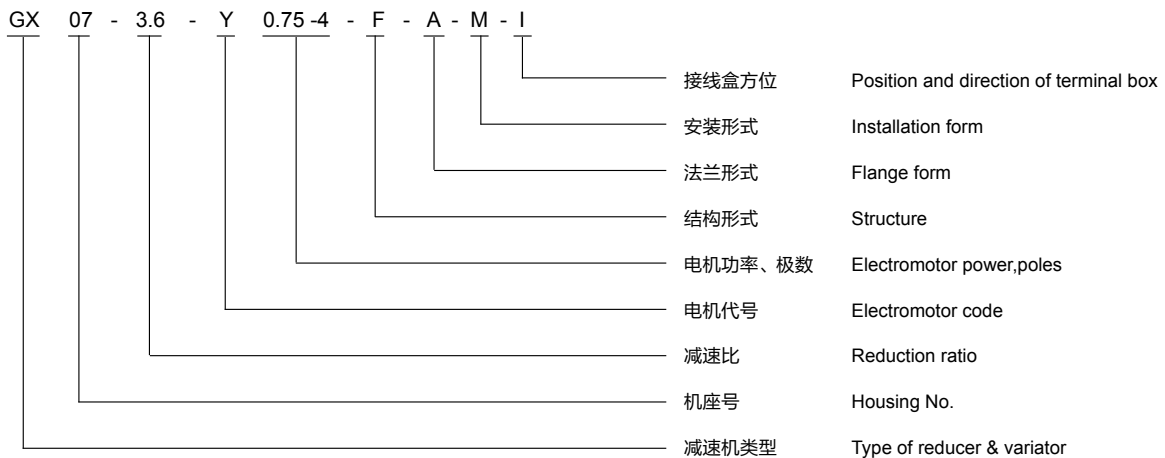 GX 07 - 3.6 - Y 0.75 -4 - F - A - M - I
接线盒方位 Position and direction of terminal box
安装形式 Installation form
法兰形式 Flange form
结构形式 Structure
电机功率、极数 Electromotor power,poles
电机代号 Electromotor code
减速比 Reduction ratio
机座号 Housing No.
减速机类型 Type of reducer & variator